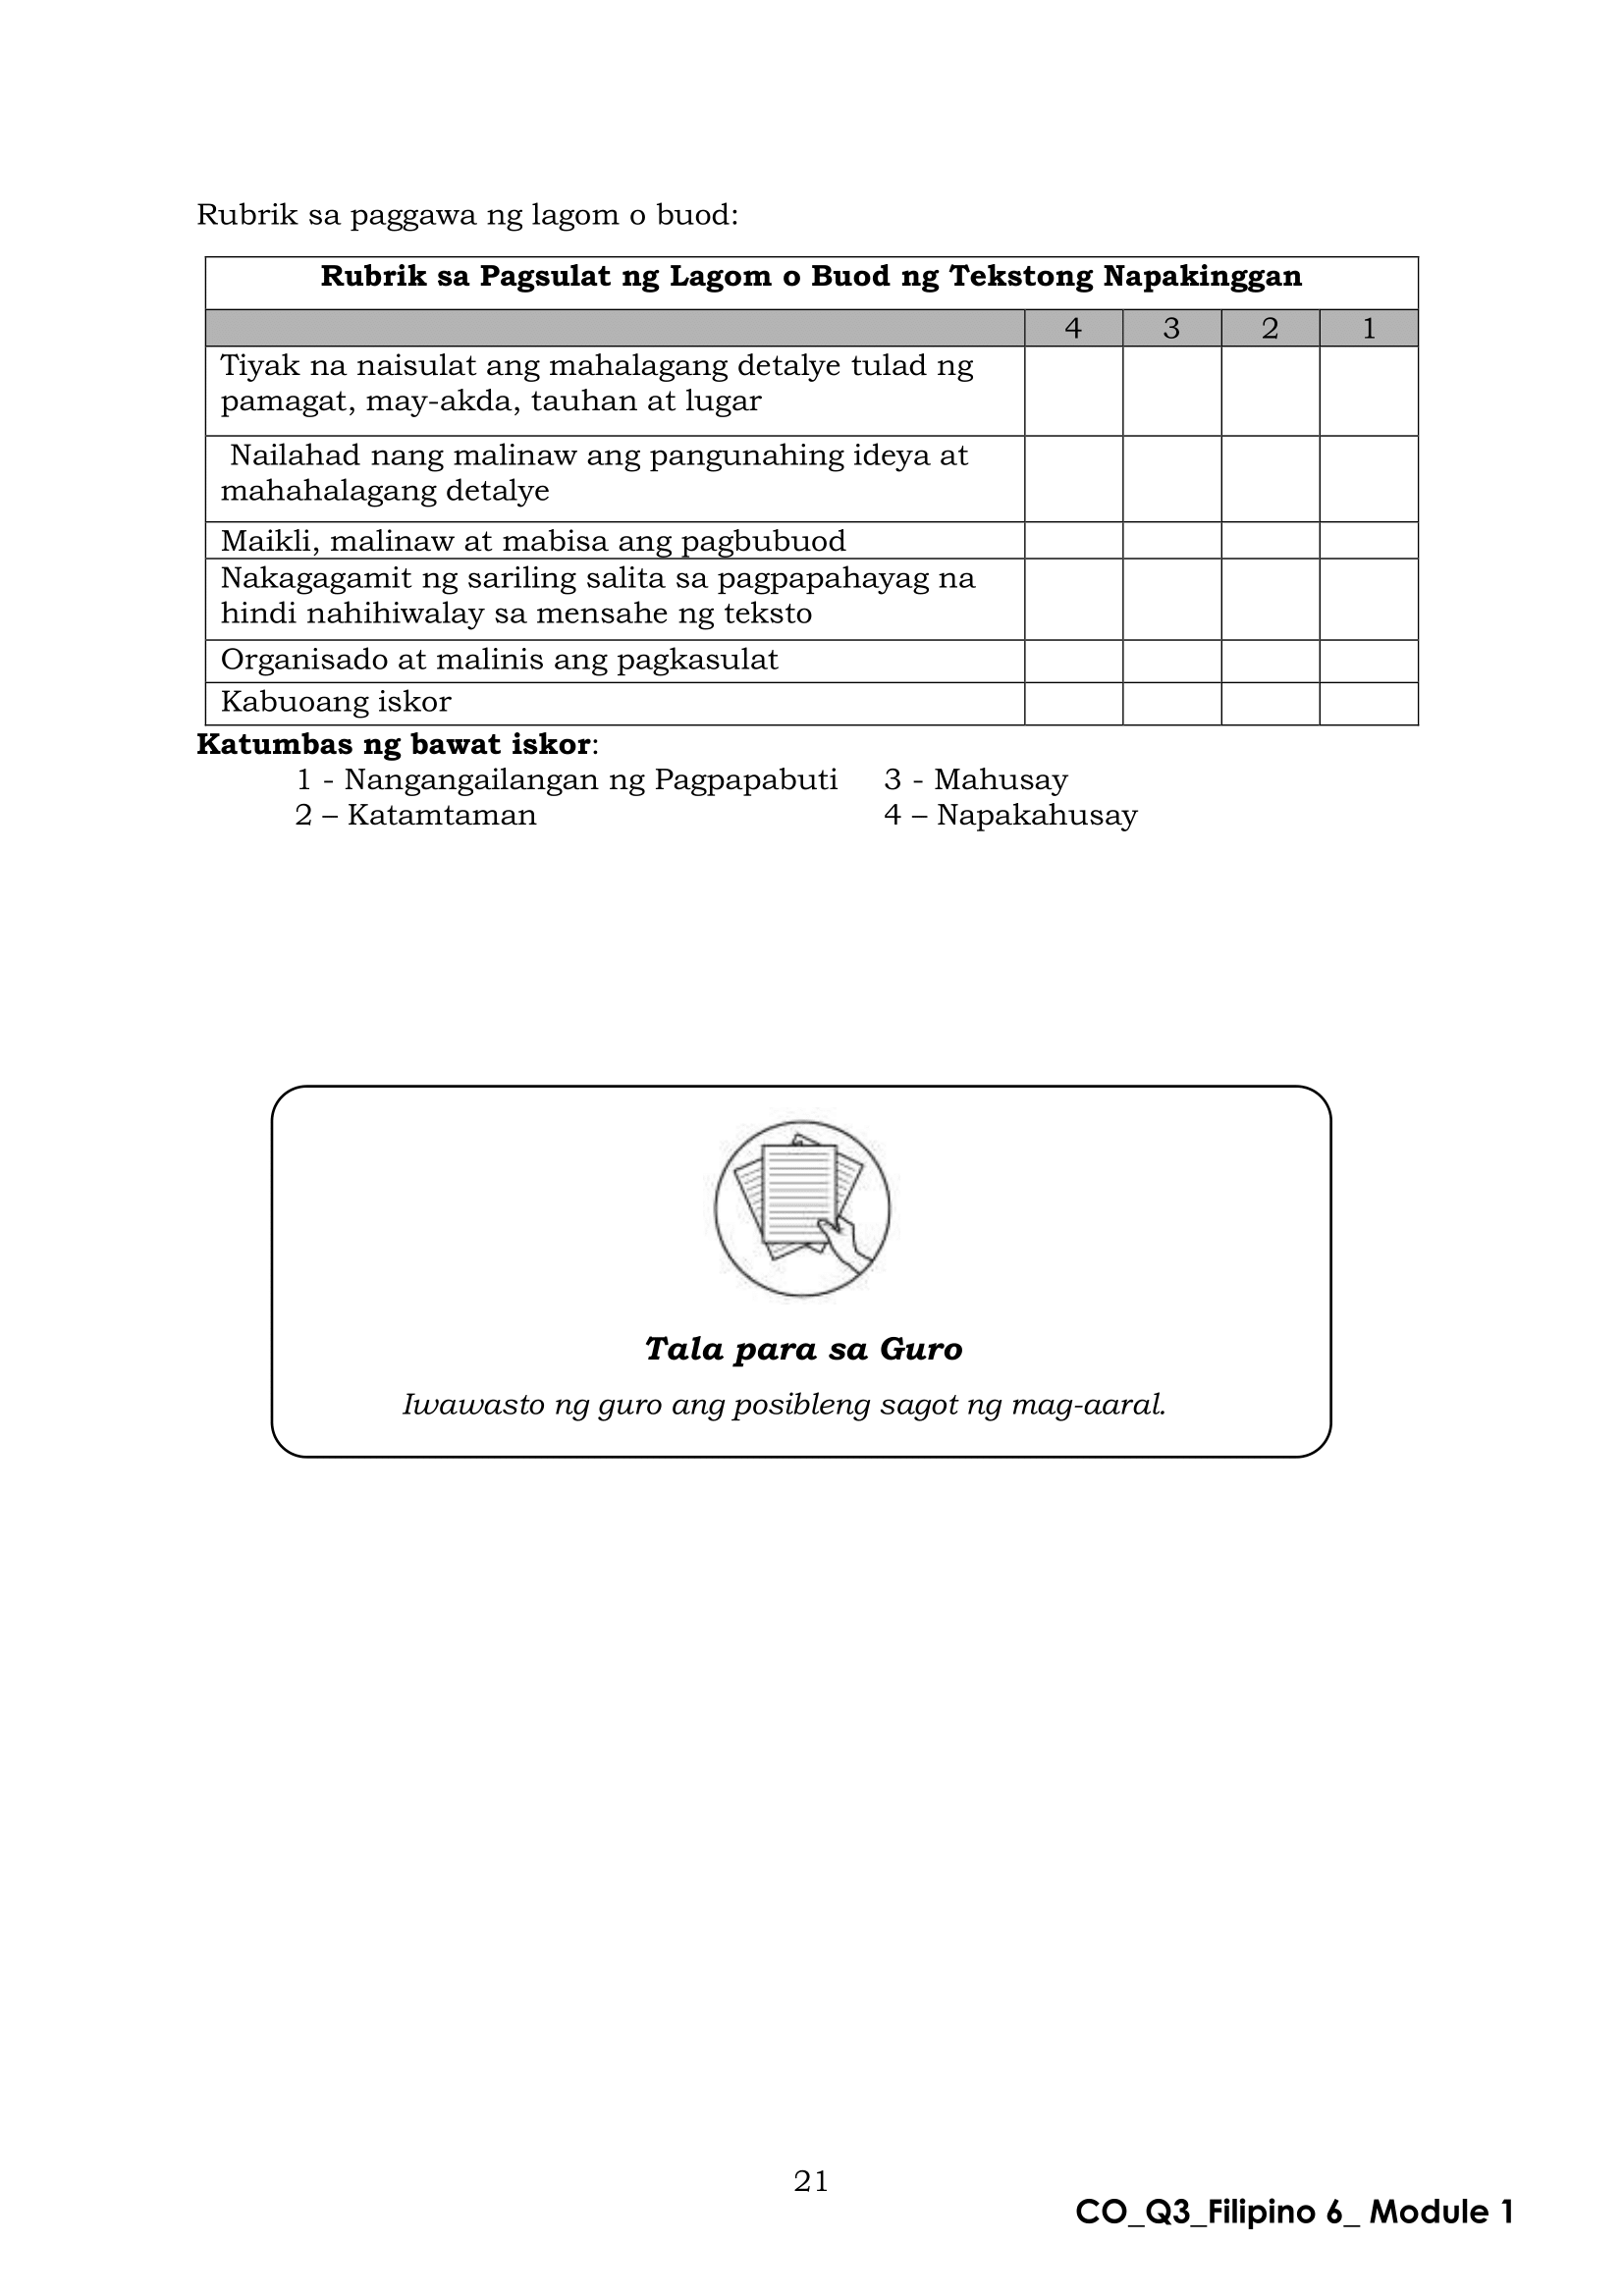 Rubrik sa paggawa ng lagom o buod:
Rubrik sa Pagsulat ng Lagom o Buod ng Tekstong Napakinggan
4 3 2 1
Tiyak na naisulat ang mahalagang detalye tulad ng
pamagat, may-akda, tauhan at lugar
Nailahad nang malinaw ang pangunahing ideya at
mahahalagang detalye
Maikli, malinaw at mabisa ang pagbubuod
Nakagagamit ng sariling salita sa pagpapahayag na
hindi nahihiwalay sa mensahe ng teksto
Organisado at malinis ang pagkasulat
Kabuoang iskor
Katumbas ng bawat iskor:
1 - Nangangailangan ng Pagpapabuti 3 - Mahusay
2 – Katamtaman 4 – Napakahusay
Tala para sa Guro
Iwawasto ng guro ang posibleng sagot ng mag-aaral.
21
CO_Q3_Filipino 6_ Module 1